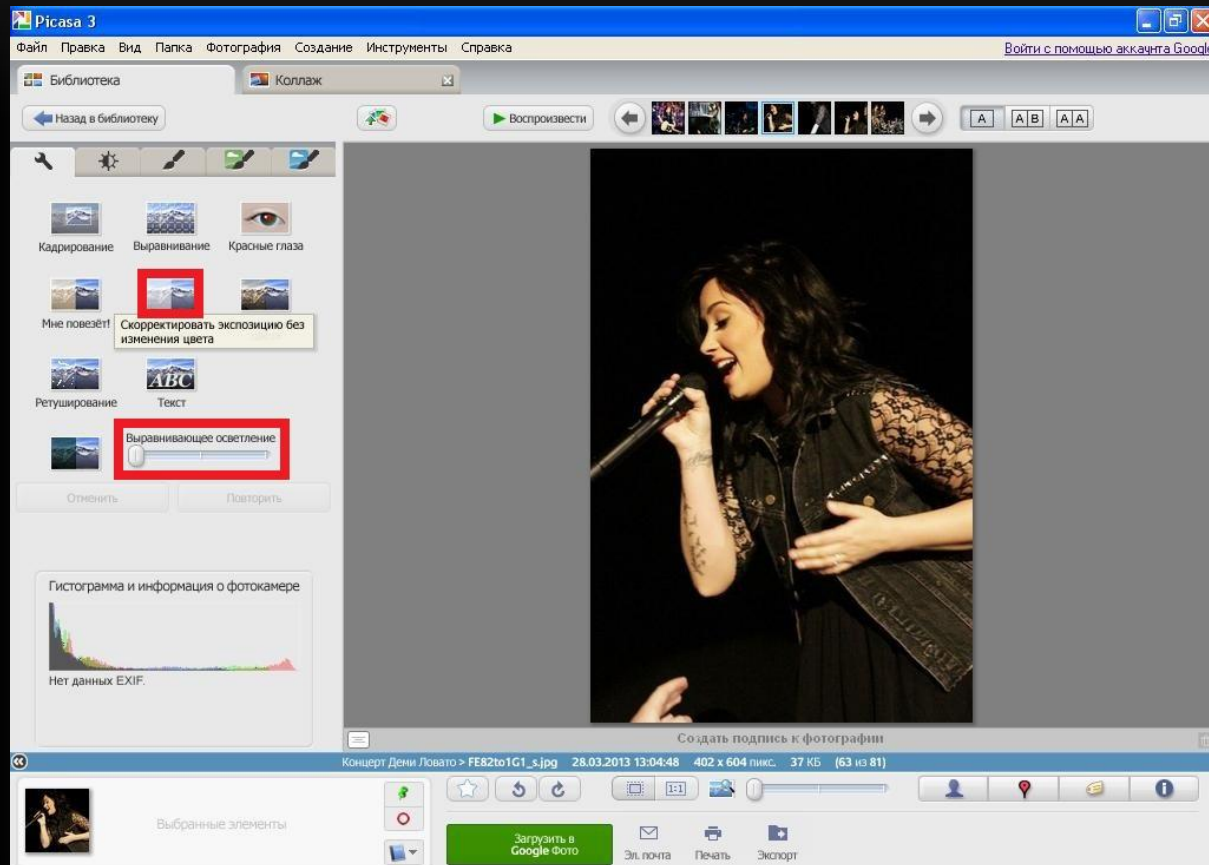 Picasa 3
Файл Правка Вид Папка Фотография Создание Инструменты Справка
Войти с помощью аккаунта Google
Библиотека
Коллаж
Назад в библиотеку
Воспроизвести
A
A B
A A
Кадрирование Выравнивание Красные глаза
Мне повезёт!
Скорректировать экспозицию без
изменения цвета
Ретуширование
ABC
Текст
Выравнивающее осветление
Отменить
Повторить
Гистограмма и информация о фотокамере
Нет данных EXIF.
Создать подпись к фотографии
Концерт Деми Ловато > FE82to1G1_s.jpg 28.03.2013 13:04:48 402 x 604 пикс. 37 КБ (63 из 81)
Выбранные элементы
1:1
Загрузить в
Google Фото
Эл. почта
Печать
Экспорт